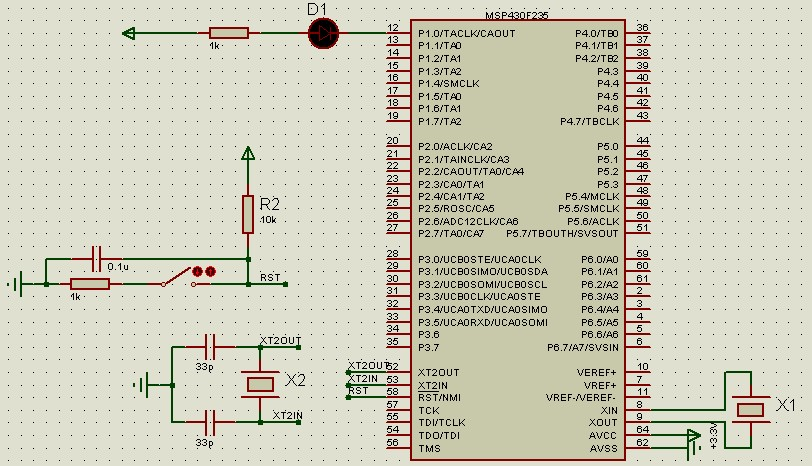 MSP430F235
D1
1k
12 P1.0/TACLK/CAOUT P4.0/TB0 36
13 P1.1/TA0 P4.1/TB1 37
14 P1.2/TA1 P4.2/TB2 38
15 P1.3/TA2 P4.3 39
16 P1.4/SMCLK P4.4 40
17 P1.5/TA0 P4.5 41
18 P1.6/TA1 P4.6 42
19 P1.7/TA2 P4.7/TBCLK 43
20 P2.0/ACLK/CA2 P5.0 44
21 P2.1/TAINCLK/CA3 P5.1 45
22 P2.2/CAOUT/TA0/CA4 P5.2 46
23 P2.3/CA0/TA1 P5.3 47
24 P2.4/CA1/TA2 P5.4/MCLK 48
25 P2.5/ROSC/CA5 P5.5/SMCLK 49
26 P2.6/ADC12CLK/CA6 P5.6/ACLK 50
27 P2.7/TA0/CA7 P5.7/TBOUTH/SVSOUT 51
R2
10k
0.1u
1k
RST
28 P3.0/UCB0STE/UCA0CLK P6.0/A0 59
29 P3.1/UCB0SIMO/UCB0SDA P6.1/A1 60
30 P3.2/UCB0SOMI/UCB0SCL P6.2/A2 61
31 P3.3/UCB0CLK/UCA0STE P6.3/A3 2
32 P3.4/UCA0TXD/UCA0SIMO P6.4/A4 3
33 P3.5/UCA0RXD/UCA0SOMI P6.5/A5 4
34 P3.6 P6.6/A6 5
35 P3.7 P6.7/A7/SVSIN 6
XT2OUT
33p
X2
XT2IN
33p
XT2OUT 52 XT2OUT VEREF+ 10
XT2IN 53 XT2IN VREF+ 7
RST 58 RST/NMI VREF-/VEREF- 11
57 TCK XIN 8
55 TDI/TCLK XOUT 9
54 TDO/TDI AVCC 64
56 TMS AVSS 62
X1
+3.3V